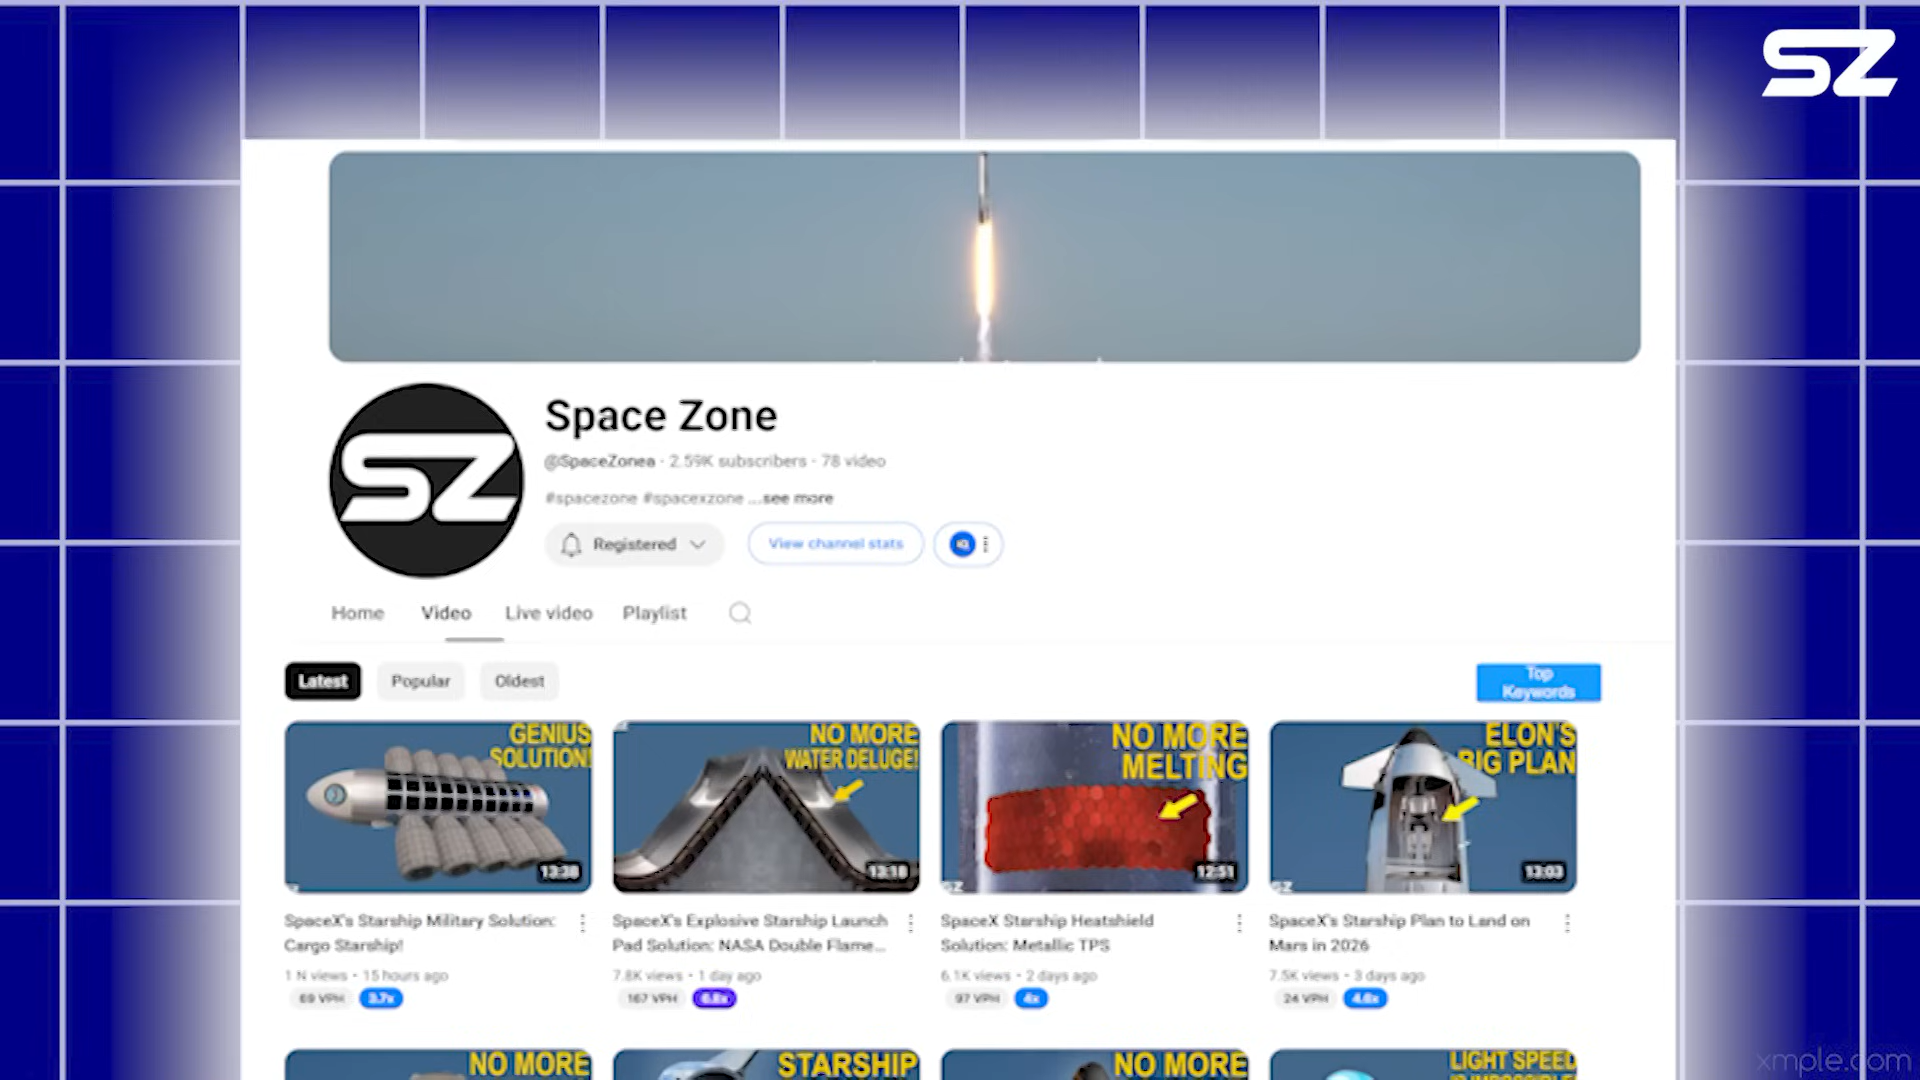 SZ
SZ
Space Zone
@SpaceZonea · 2.59K subscribers · 78 video
#spacezone #spacexzone ...see more
Registered
View channel stats
Home
Video
Live video
Playlist
Latest
Popular
Oldest
Top
Keywords
GENIUS
SOLUTION!
13:38
NO MORE
WATER DELUGE!
13:18
NO MORE
MELTING
12:51
SZ
ELON'S
BIG PLAN
13:03
SZ
SpaceX's Starship Military Solution:
Cargo Starship!
1 N views · 15 hours ago
69 VPH
3.7x
SpaceX's Explosive Starship Launch
Pad Solution: NASA Double Flame...
7.8K views · 1 day ago
167 VPH
6.8x
SpaceX Starship Heatshield
Solution: Metallic TPS
6.1K views · 2 days ago
97 VPH
4x
SpaceX's Starship Plan to Land on
Mars in 2026
7.5K views · 3 days ago
24 VPH
4.6x
NO MORE
STARSHIP
NO MORE
LIGHT SPEED
xmple.com